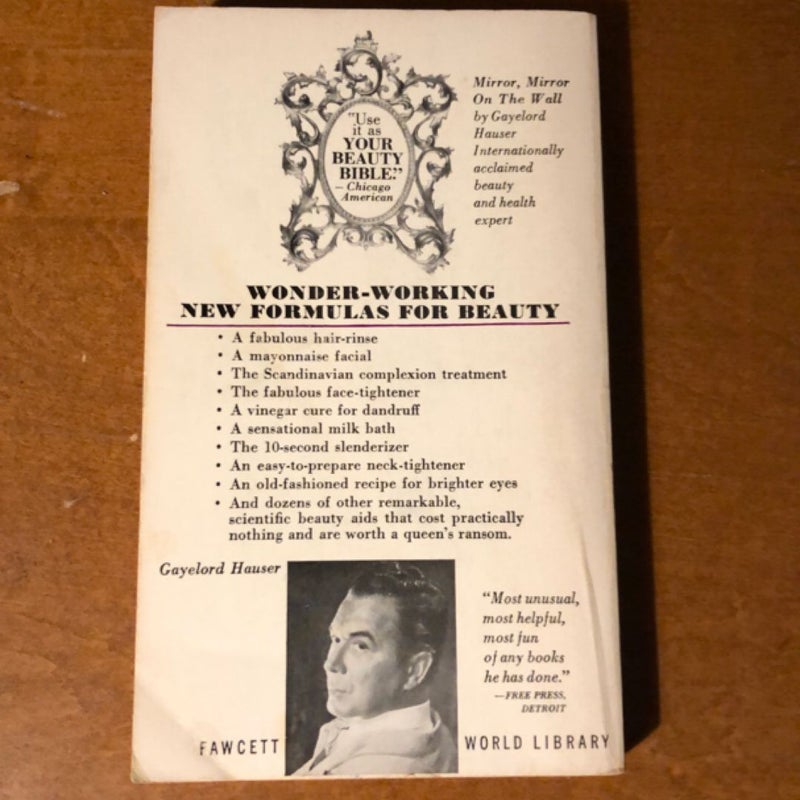 "Use
it as
YOUR
BEAUTY
BIBLE."
— Chicago
American
Mirror, Mirror
On The Wall
by Gayelord
Hauser
Internationally
acclaimed
beauty
and health
expert
WONDER-WORKING
NEW FORMULAS FOR BEAUTY
• A fabulous hair-rinse
• A mayonnaise facial
• The Scandinavian complexion treatment
• The fabulous face-tightener
• A vinegar cure for dandruff
• A sensational milk bath
• The 10-second slenderizer
• An easy-to-prepare neck-tightener
• An old-fashioned recipe for brighter eyes
• And dozens of other remarkable,
scientific beauty aids that cost practically
nothing and are worth a queen's ransom.
Gayelord Hauser
"Most unusual,
most helpful,
most fun
of any books
he has done."
—FREE PRESS,
DETROIT
FAWCETT WORLD LIBRARY